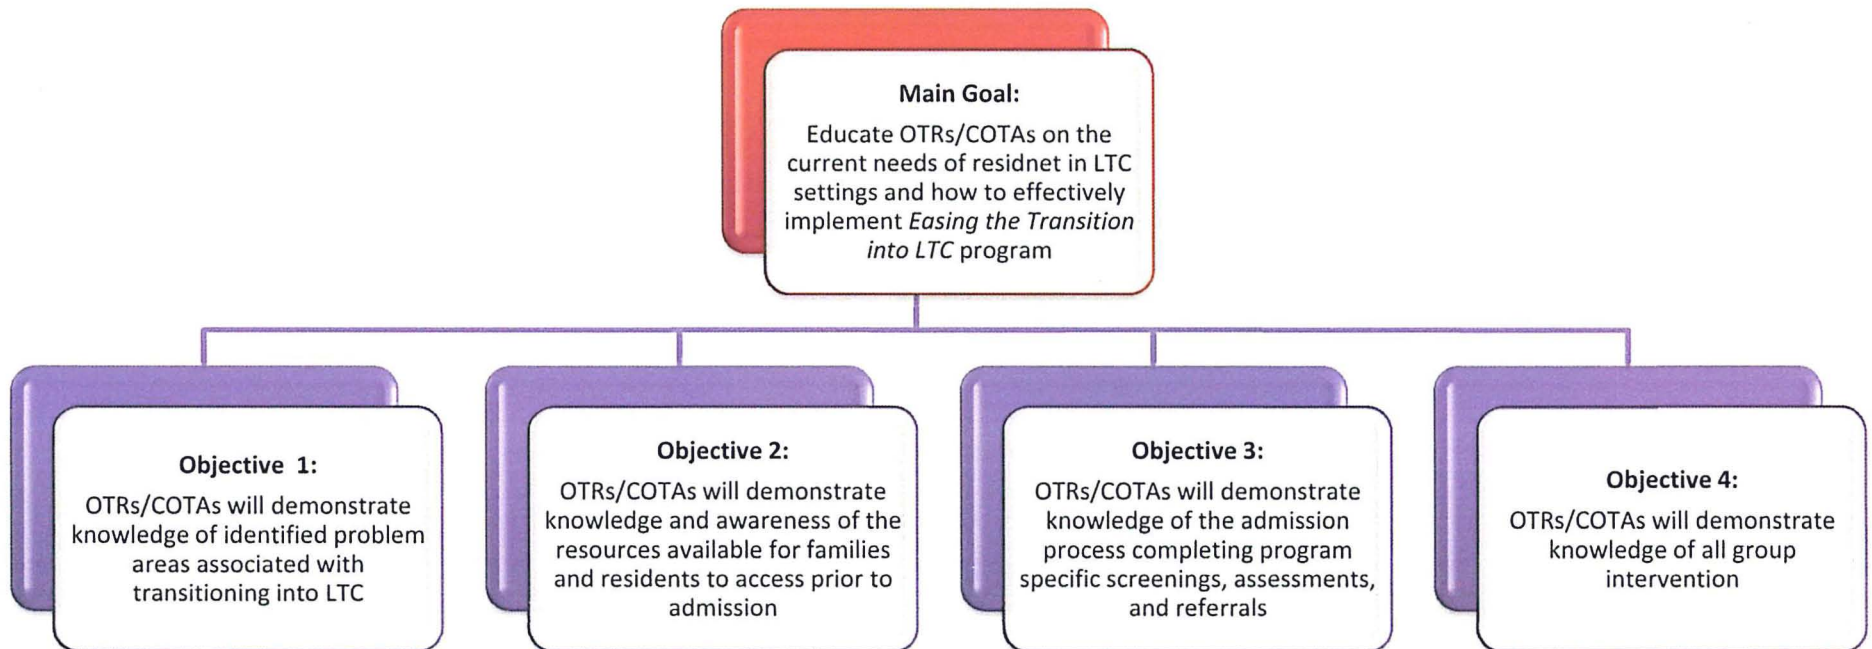 Main Goal:
Educate OTRs/COTAs on the
current needs of residnet in LTC
settings and how to effectively
implement Easing the Transition
into LTC program
Objective 1:
OTRs/COTAs will demonstrate
knowledge of identified problem
areas associated with
transitioning into LTC
Objective 2:
OTRs/COTAs will demonstrate
knowledge and awareness of the
resources available for families
and residents to access prior to
admission
Objective 3:
OTRs/COTAs will demonstrate
knowledge of the admission
process completing program
specific screenings, assessments,
and referrals
Objective 4:
OTRs/COTAs will demonstrate
knowledge of all group
intervention